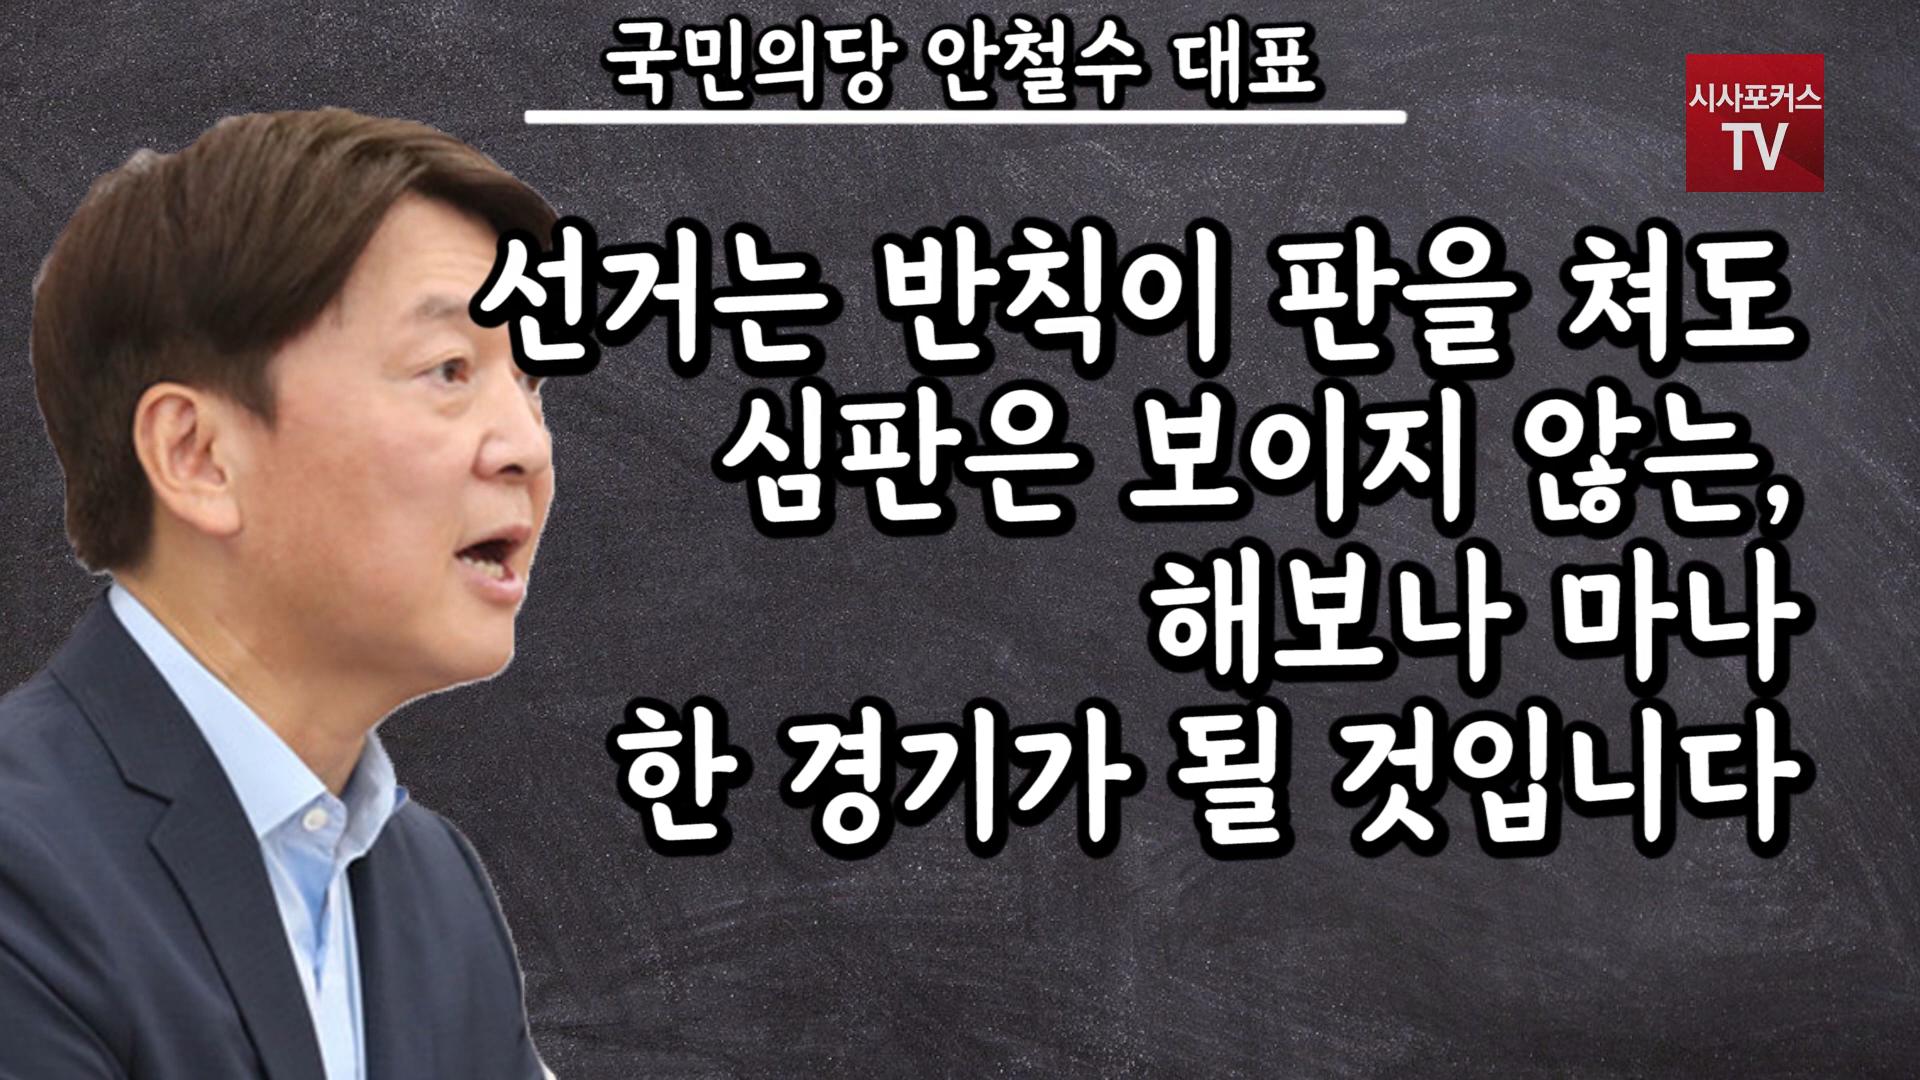 국민의당 안철수 대표
시사포커스
TV
선거는 반칙이 판을 쳐도
심판은 보이지 않는,
해보나 마나
한 경기가 될 것입니다